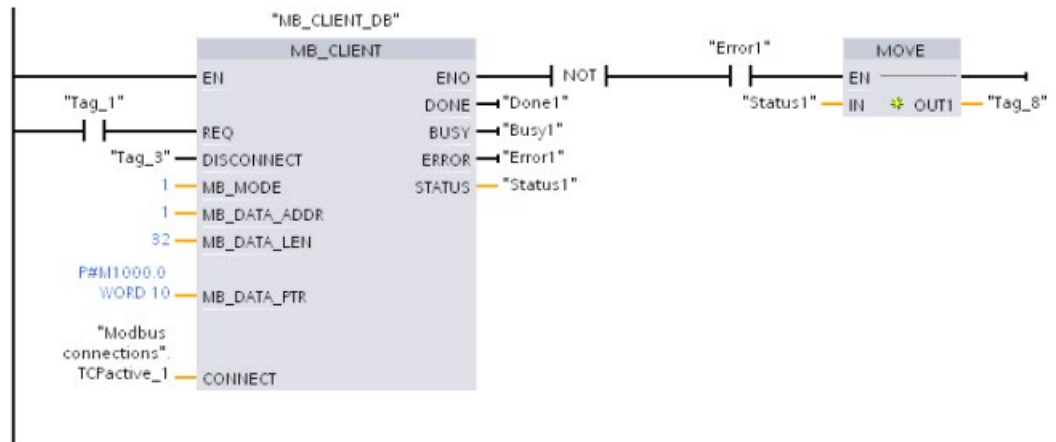 "MB_CLIENT_DB"
MB_CLIENT
EN
ENO
NOT
"Error1"
MOVE
EN
"Tag_1"
DONE
"Done1"
"Status1"
IN
OUT1
"Tag_8"
REQ
BUSY
"Busy1"
"Tag_3"
DISCONNECT
ERROR
"Error1"
1
MB_MODE
STATUS
"Status1"
1
MB_DATA_ADDR
32
MB_DATA_LEN
P#M1000.0
WORD 10
MB_DATA_PTR
"Modbus
connections".
TCPactive_1
CONNECT